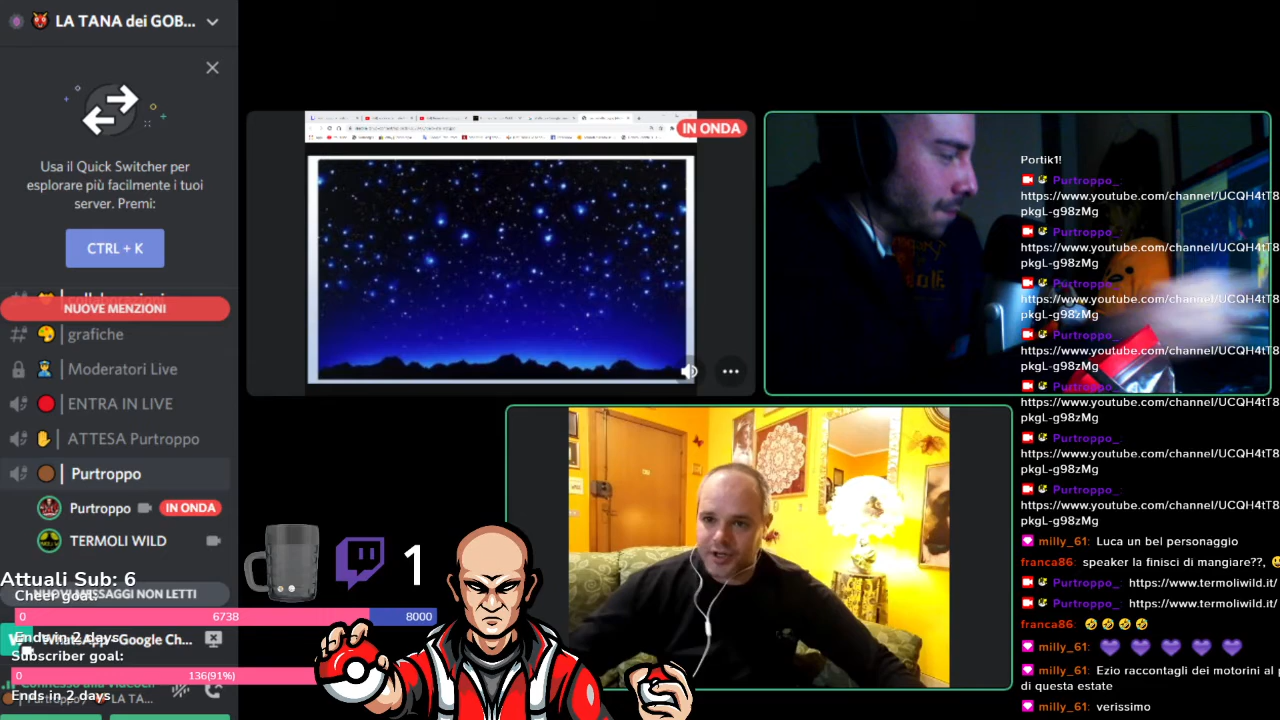 LA TANA dei GOB...
Usa il Quick Switcher per
esplorare più facilmente i tuoi
server. Premi:
CTRL + K
NUOVE MENZIONI
grafiche
Moderatori Live
ENTRA IN LIVE
ATTESA Purtroppo
Purtroppo
Purtroppo IN ONDA
TERMOLI WILD
Attuali Sub: 6
NUOVI MESSAGGI NON LETTI
Cheer goal:
0 6738 8000
Ends in 2 days
WhatsApp - Google Ch...
Subscriber goal:
0 136(91%)
Ends in 2 days
IN ONDA
1
Portik1!
Purtroppo_:
https://www.youtube.com/channel/UCQH4tT8
pkgL-g98zMg
Purtroppo_:
https://www.youtube.com/channel/UCQH4tT8
pkgL-g98zMg
Purtroppo_:
https://www.youtube.com/channel/UCQH4tT8
pkgL-g98zMg
Purtroppo_:
https://www.youtube.com/channel/UCQH4tT8
pkgL-g98zMg
Purtroppo_:
https://www.youtube.com/channel/UCQH4tT8
pkgL-g98zMg
Purtroppo_:
https://www.youtube.com/channel/UCQH4tT8
pkgL-g98zMg
Purtroppo_:
https://www.youtube.com/channel/UCQH4tT8
pkgL-g98zMg
milly_61: Luca un bel personaggio
franca86: speaker la finisci di mangiare??,
Purtroppo_: https://www.termoliwild.it/
Purtroppo_: https://www.termoliwild.it/
franca86:
milly_61:
milly_61: Ezio raccontagli dei motorini al p
di questa estate
milly_61: verissimo